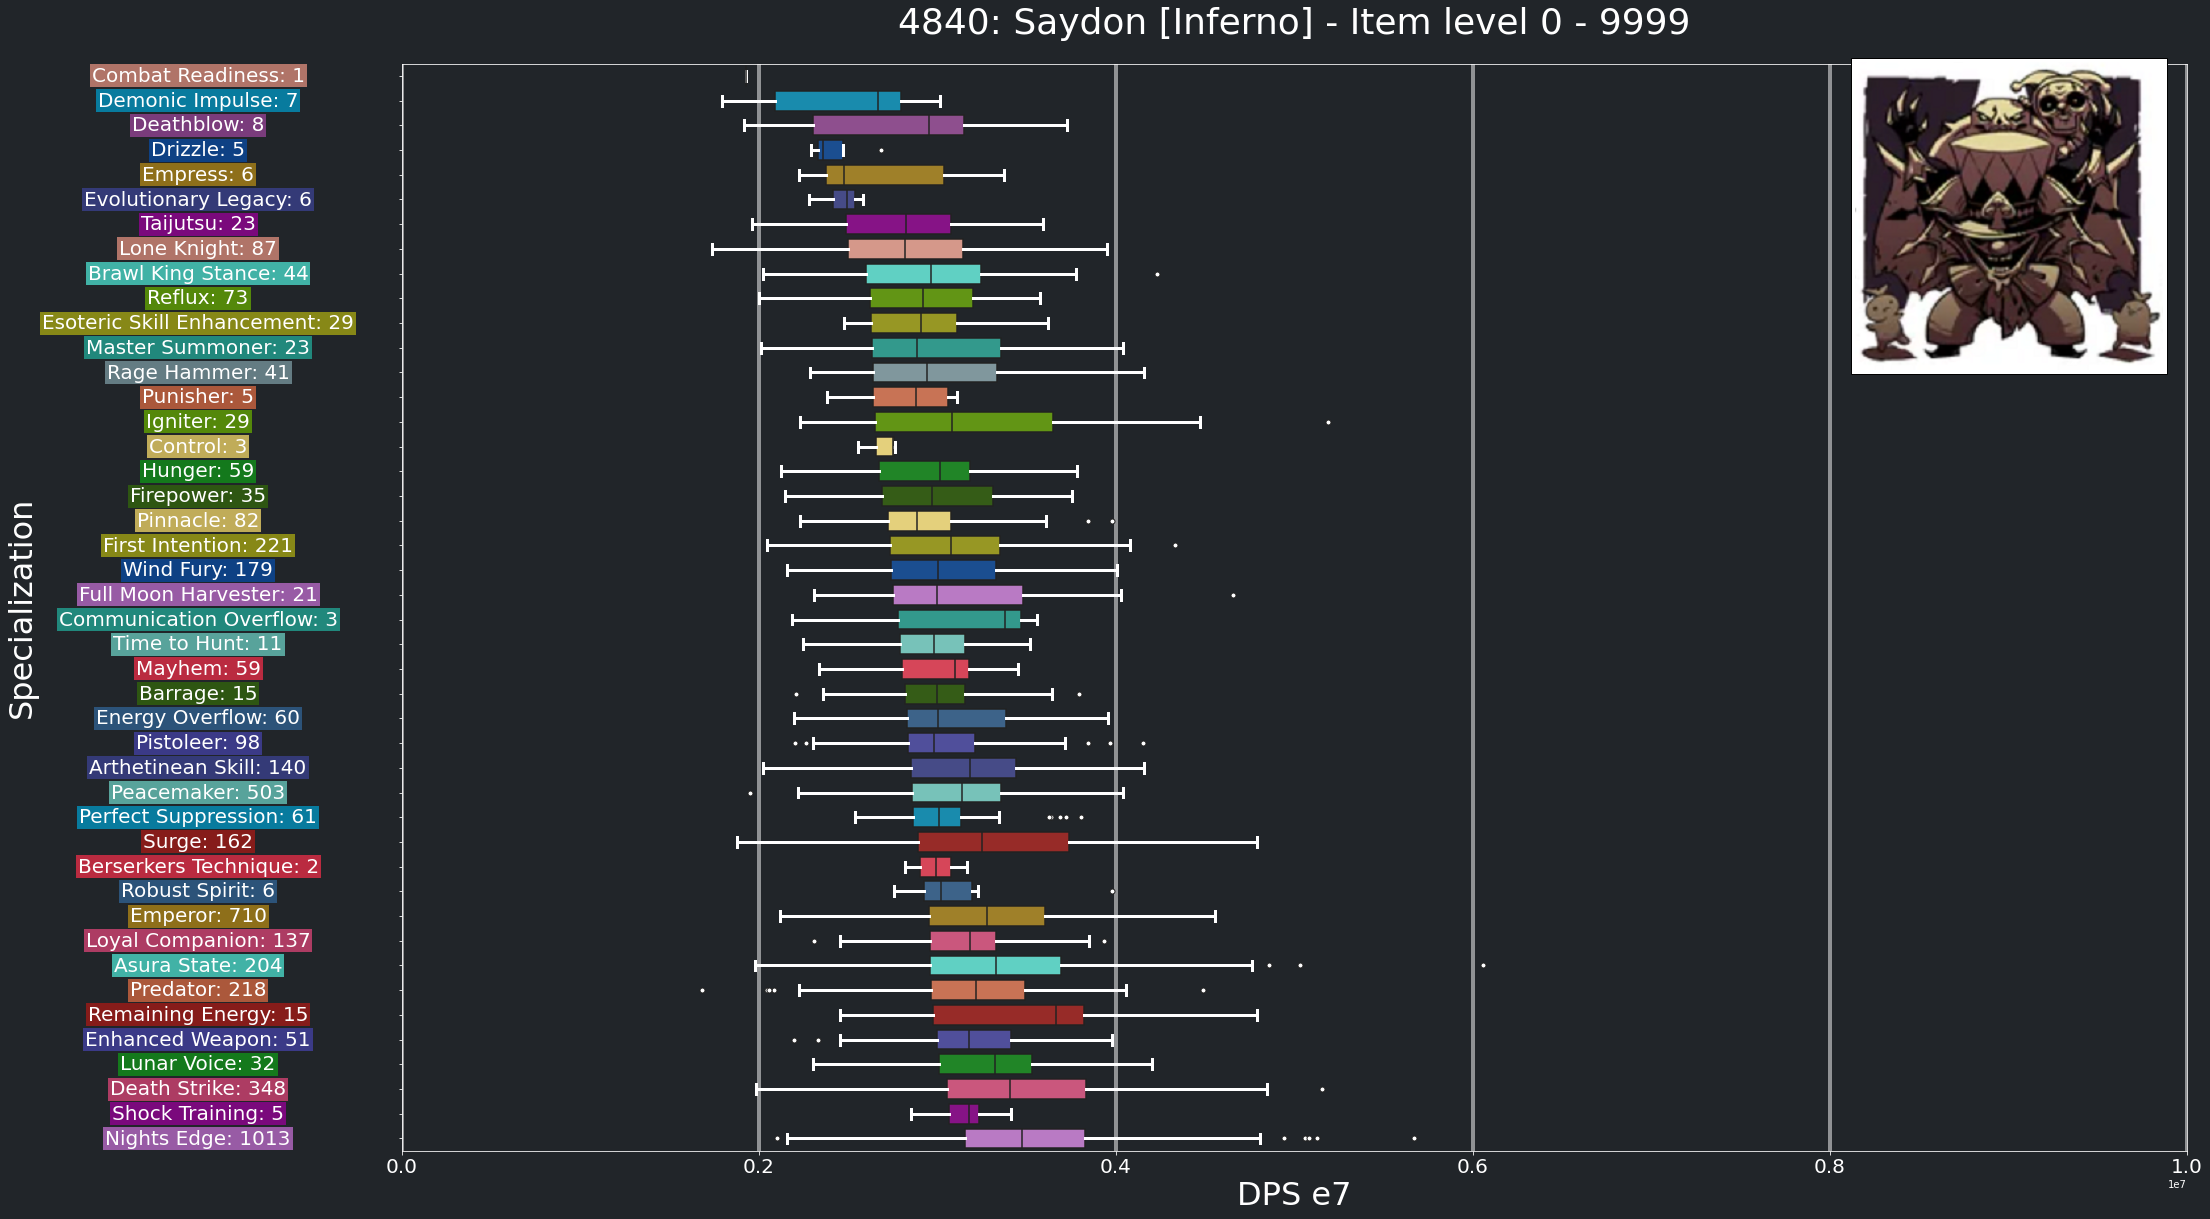 4840: Saydon [Inferno] - Item level 0 - 9999
Specialization
Combat Readiness: 1
Demonic Impulse: 7
Deathblow: 8
Drizzle: 5
Empress: 6
Evolutionary Legacy: 6
Taijutsu: 23
Lone Knight: 87
Brawl King Stance: 44
Reflux: 73
Esoteric Skill Enhancement: 29
Master Summoner: 23
Rage Hammer: 41
Punisher: 5
Igniter: 29
Control: 3
Hunger: 59
Firepower: 35
Pinnacle: 82
First Intention: 221
Wind Fury: 179
Full Moon Harvester: 21
Communication Overflow: 3
Time to Hunt: 11
Mayhem: 59
Barrage: 15
Energy Overflow: 60
Pistoleer: 98
Arthetinean Skill: 140
Peacemaker: 503
Perfect Suppression: 61
Surge: 162
Berserkers Technique: 2
Robust Spirit: 6
Emperor: 710
Loyal Companion: 137
Asura State: 204
Predator: 218
Remaining Energy: 15
Enhanced Weapon: 51
Lunar Voice: 32
Death Strike: 348
Shock Training: 5
Nights Edge: 1013
0.0 0.2 0.4 0.6 0.8 1.0
1e7
DPS e7